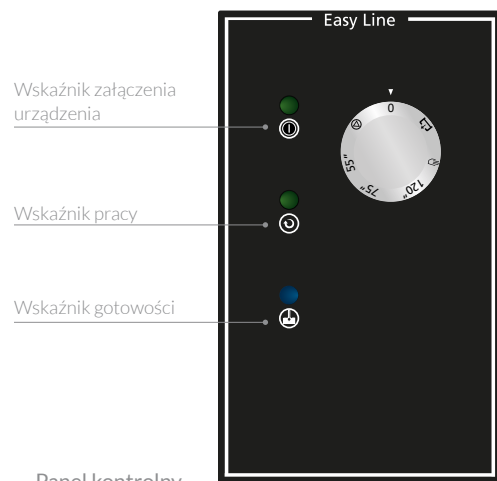 Easy Line
Wskaźnik załączenia
urządzenia
0
55"
75"
120"
Wskaźnik pracy
Wskaźnik gotowości
Panel kontrolny